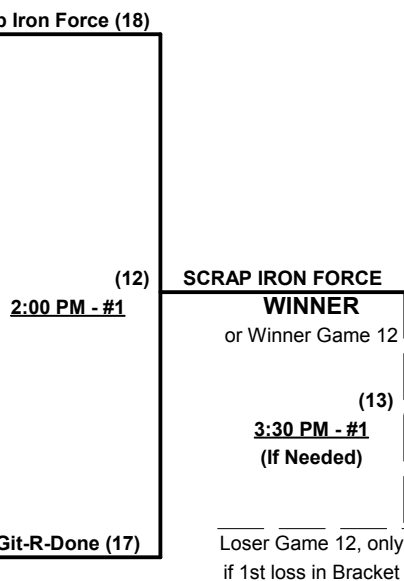 Iron Force (18)
(12)
2:00 PM - #1
SCRAP IRON FORCE
WINNER
or Winner Game 12
(13)
3:30 PM - #1
(If Needed)
Git-R-Done (17)
Loser Game 12, only
if 1st loss in Bracket